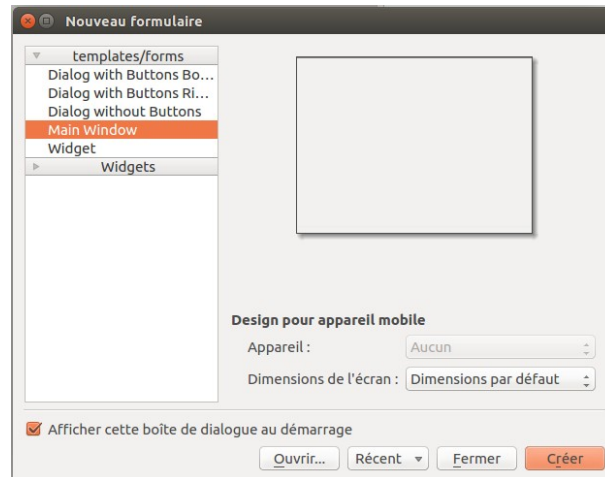 Nouveau formulaire
templates/forms
Dialog with Buttons Bo...
Dialog with Buttons Ri...
Dialog without Buttons
Main Window
Widget
Widgets
Design pour appareil mobile
Appareil : Aucun
Dimensions de l'écran : Dimensions par défaut
Afficher cette boîte de dialogue au démarrage
Ouvrir... Récent Fermer Créer